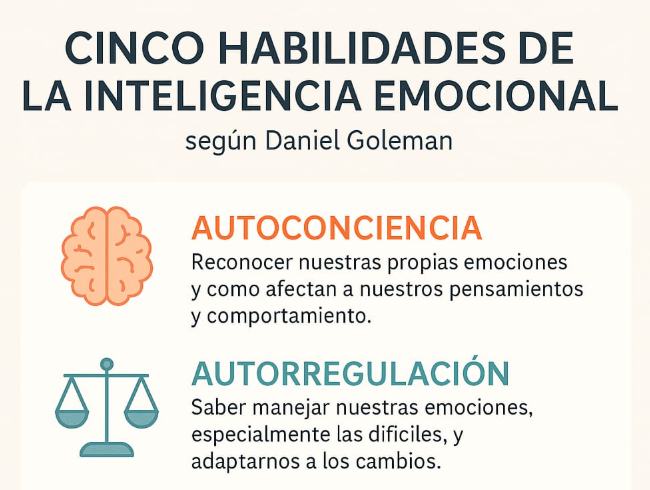 CINCO HABILIDADES DE
LA INTELIGENCIA EMOCIONAL
según Daniel Goleman
AUTOCONCIENCIA
Reconocer nuestras propias emociones
y como afectan a nuestros pensamientos
y comportamiento.
AUTORREGULACIÓN
Saber manejar nuestras emociones,
especialmente las dificiles, y
adaptarnos a los cambios.